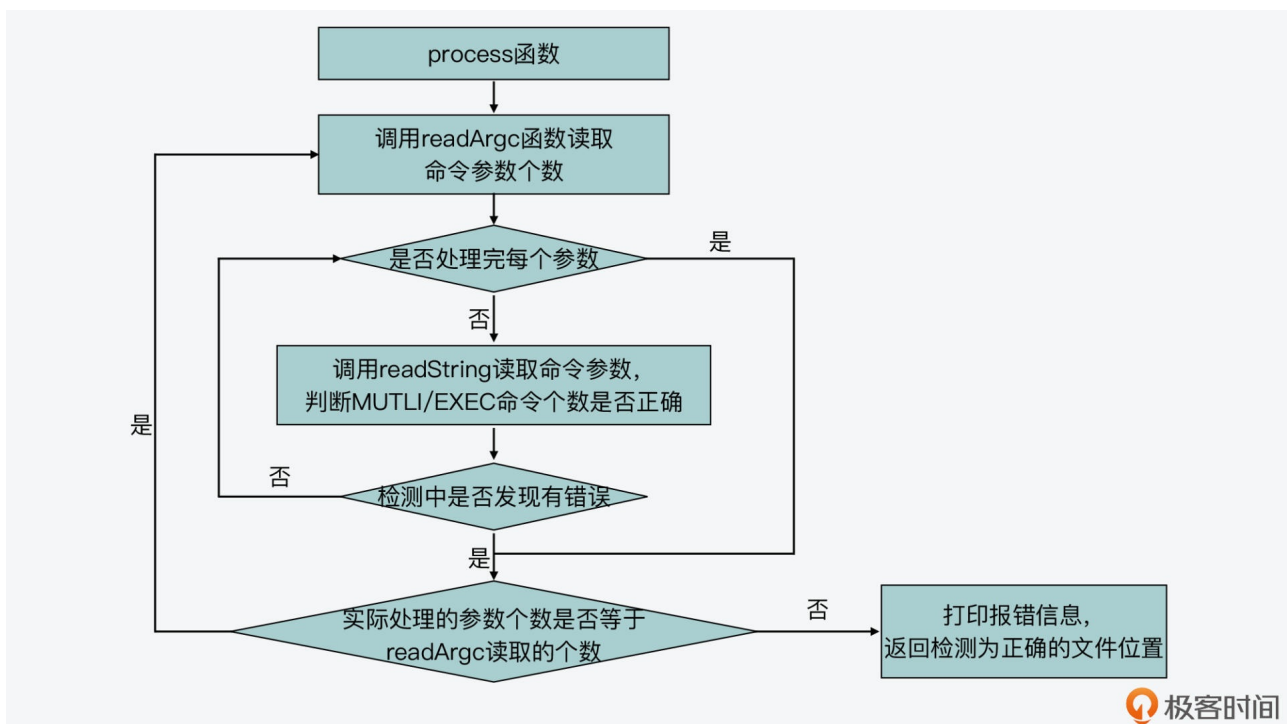 process函数
调用readArgc函数读取
命令参数个数
是否处理完每个参数
是
否
调用readString读取命令参数，
判断MUTLI/EXEC命令个数是否正确
是
否
检测中是否发现有错误
是
实际处理的参数个数是否等于
readArgc读取的个数
否
打印报错信息，
返回检测为正确的文件位置
极客时间